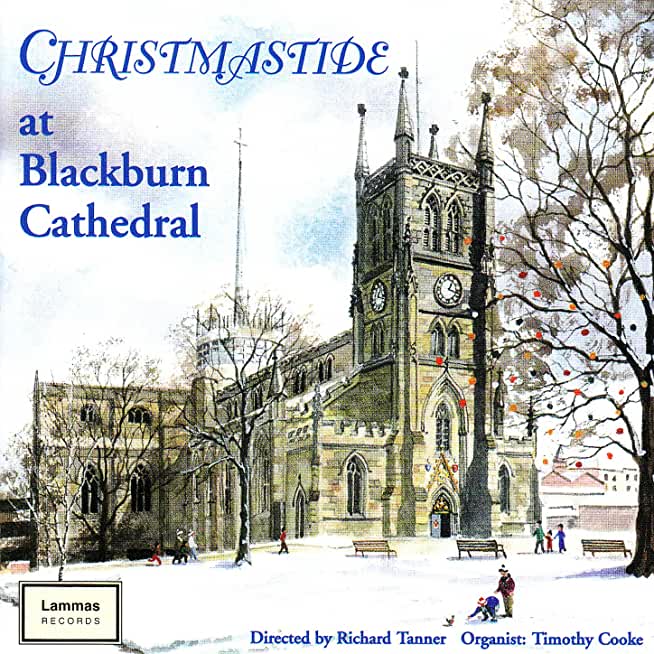 CHRISTMASTIDE
at
Blackburn
Cathedral
Lammas
RECORDS
Directed by Richard Tanner Organist: Timothy Cooke